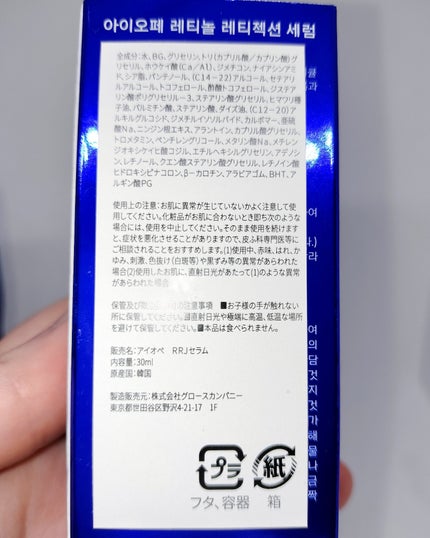 아이오페 레티놀 레티젝션 세럼
全成分:水、BG、グリセリン、トリ(カプリル酸/カプリン酸)グ
リセリル、ホウケイ酸(Ca/Al)、ジメチコン、ナイアシンアミ
ド、シア脂、パンテノール、(C14-22)アルコール、セテアリ
ルアルコール、トコフェロール、酢酸トコフェロール、ジステア
リン酸ポリグリセリル-3、ステアリン酸グリセリル、ヒマワリ種
子油、パルミチン酸、ステアリン酸、ダイズ油、(C12-20)ア
ルキルグルコシド、ジメチルイソソルバイド、カルボマー、亜硫
酸Na、ニンジン根エキス、アラントイン、カプリル酸グリセリル、
トロメタミン、ペンチレングリコール、メタリン酸Na、メチレン
ジオキシケイヒ酸コジル、エチルヘキシルグリセリン、アデノシ
ン、レチノール、クエン酸ステアリン酸グリセリル、レチノイン酸
ヒドロキシピナコロン、β-カロチン、アラビアゴム、BHT、ア
ルギン酸PG
使用上の注意:お肌に異常が生じていないかよく注意して使
用してください。化粧品がお肌に合わないとき即ち次のような
場合には、使用を中止してください。そのまま使用を続けます
と、症状を悪化させることがありますので、皮ふ科専門医等に
ご相談されることをおすすめします。(1)使用中、赤味、はれ、か
ゆみ、刺激、色抜け(白斑等)や黒ずみ等の異常があらわれた
場合(2)使用したお肌に、直射日光があたって(1)のような異常
があらわれた場合
保管及び取 の注意事項 ■お子様の手が触れない
所に保管してください。■直射日光や極端に高温、低温な場所
を避けて保管してください。■本品は食べられません。
販売名:アイオペ RRJセラム
内容量:30ml
原産国:韓国
製造販売元:株式会社グロースカンパニー
東京都世田谷区野沢4-21-17 1F
プラ 紙
フタ、容器 箱
여
라
여
의
담
것
지
것
가
해
물
나
금
짝